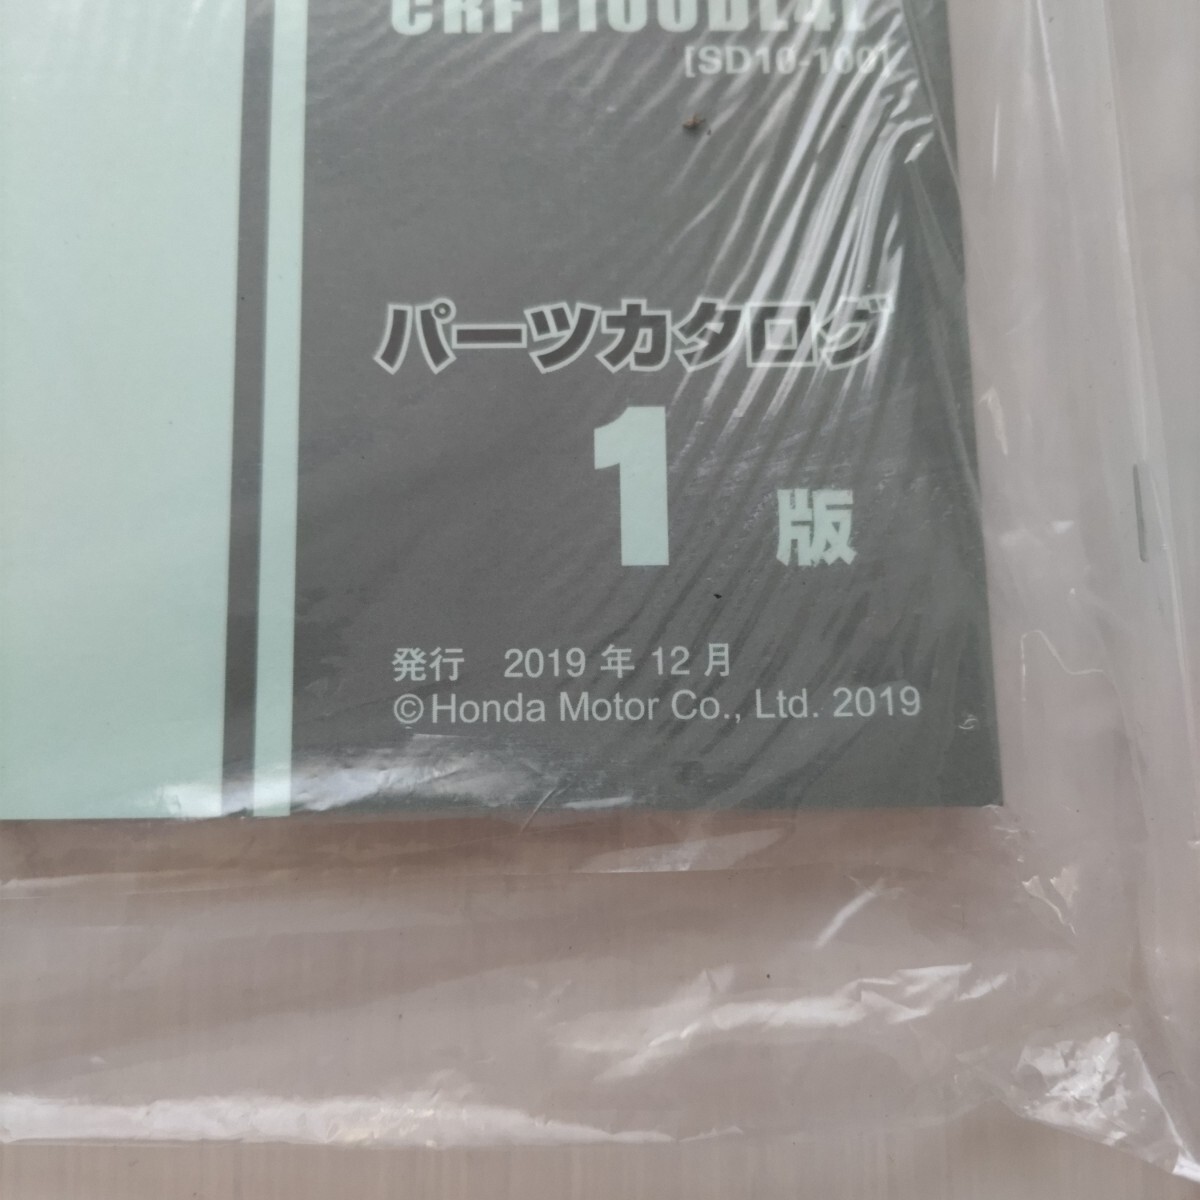 CRF1100DL4L
[SD10-100]
パーツカタログ
1 版
発行 2019 年 12 月
©Honda Motor Co., Ltd. 2019